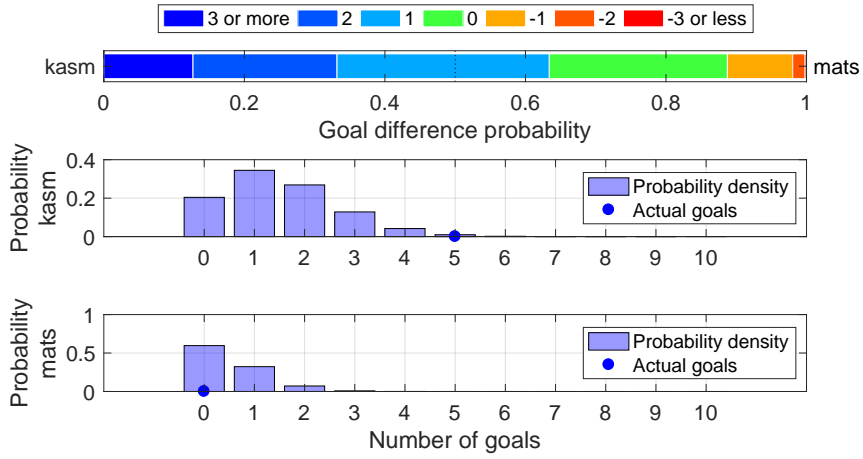 3 or more 2 1 0 -1 -2 -3 or less
kasm mats
0 0.2 0.4 0.6 0.8 1
Goal difference probability
Probability
kasm
0.4
0.2
0
Probability density
Actual goals
0 1 2 3 4 5 6 7 8 9 10
Probability
mats
1
0.5
0
Probability density
Actual goals
0 1 2 3 4 5 6 7 8 9 10
Number of goals